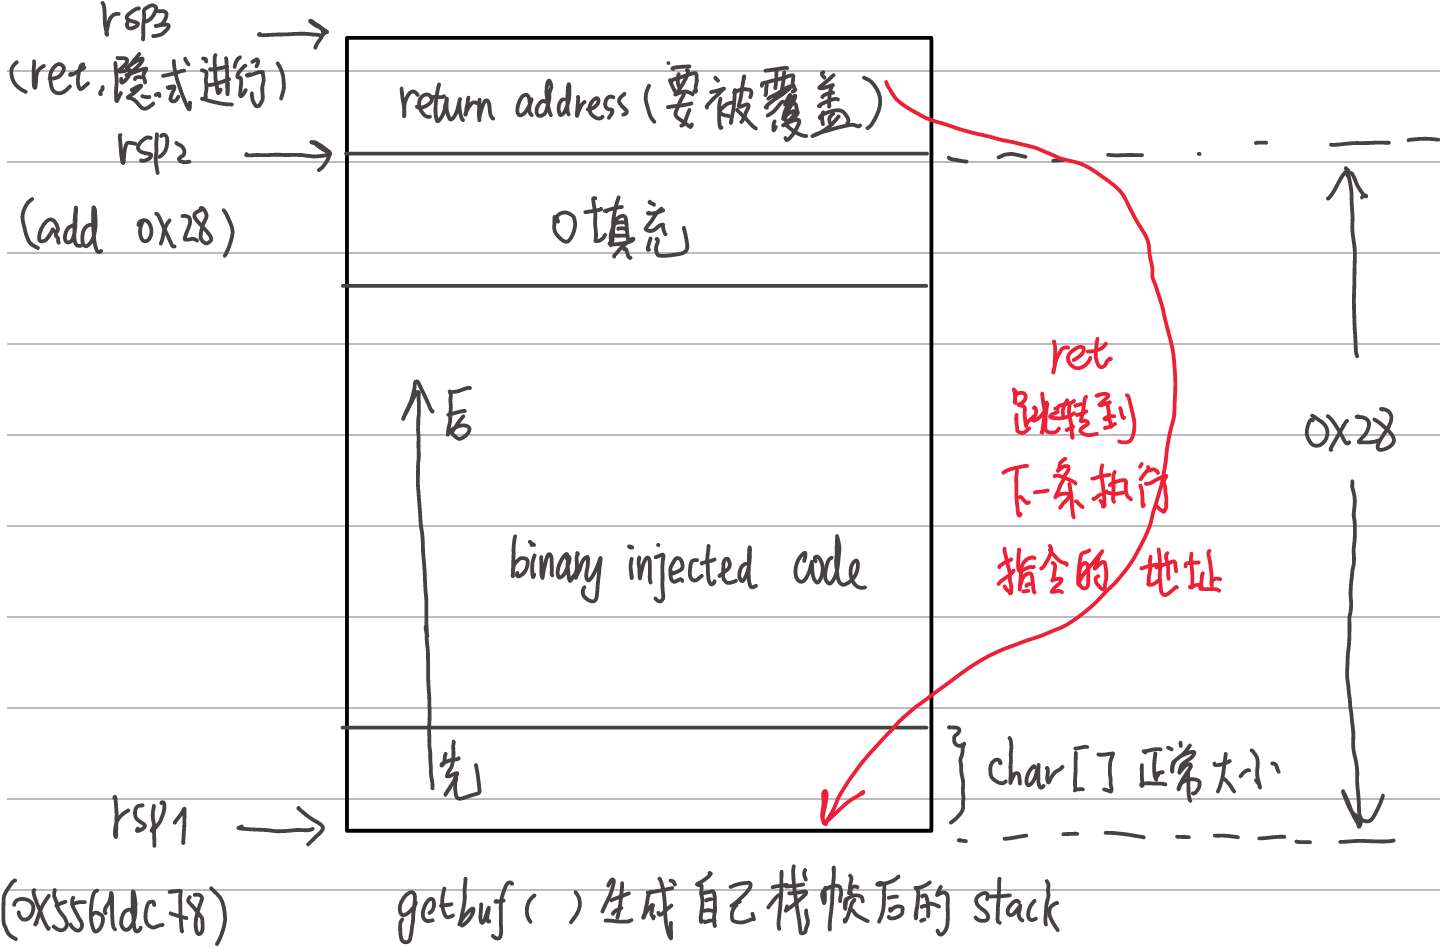 rsp3
(ret,隐式进行)
return address(要被覆盖)
rsp2
(add 0x28)
0填充
ret
跳转到
下一条执行
指令的地址
0x28
后
binary injected code
先
char[]正常大小
rsp1
(0x5561dc78)
getbuf()生成自己栈帧后的 stack